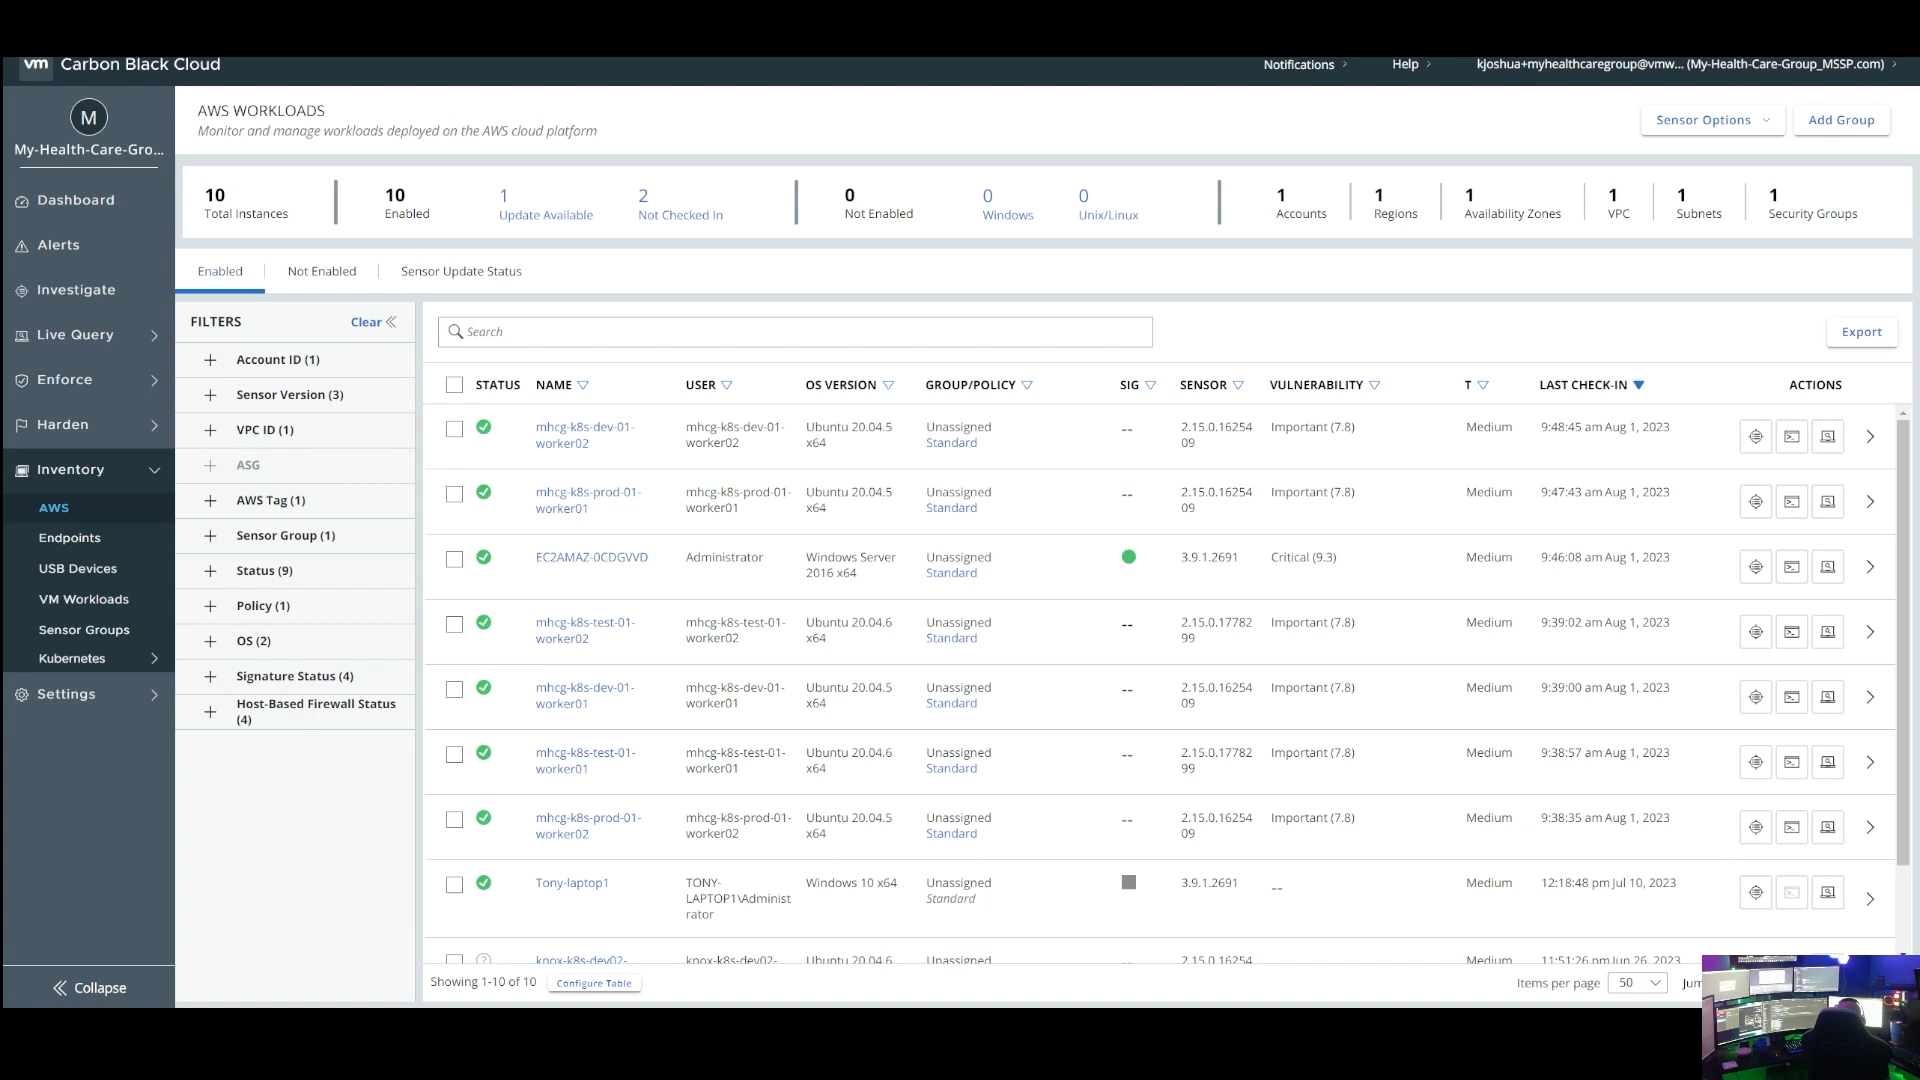 vm Carbon Black Cloud
Notifications
Help
kjoshua+myhealthcaregroup@vmw... (My-Health-Care-Group_MSSP.com)
M
My-Health-Care-Gro...
Dashboard
Alerts
Investigate
Live Query
Enforce
Harden
Inventory
AWS
Endpoints
USB Devices
VM Workloads
Sensor Groups
Kubernetes
Settings
Collapse
AWS WORKLOADS
Monitor and manage workloads deployed on the AWS cloud platform
Sensor Options
Add Group
10
Total Instances
10
Enabled
1
Update Available
2
Not Checked In
0
Not Enabled
0
Windows
0
Unix/Linux
1
Accounts
1
Regions
1
Availability Zones
1
VPC
1
Subnets
1
Security Groups
Enabled
Not Enabled
Sensor Update Status
FILTERS
Clear
Account ID (1)
Sensor Version (3)
VPC ID (1)
ASG
AWS Tag (1)
Sensor Group (1)
Status (9)
Policy (1)
OS (2)
Signature Status (4)
Host-Based Firewall Status
(4)
Search
Export
STATUS NAME USER OS VERSION GROUP/POLICY SIG SENSOR VULNERABILITY T LAST CHECK-IN ACTIONS
mhcg-k8s-dev-01- mhcg-k8s-dev-01- Ubuntu 20.04.5 Unassigned -- 2.15.0.16254 Important (7.8) Medium 9:48:45 am Aug 1, 2023
worker02 worker02 x64 Standard 09
mhcg-k8s-prod-01- mhcg-k8s-prod-01- Ubuntu 20.04.5 Unassigned -- 2.15.0.16254 Important (7.8) Medium 9:47:43 am Aug 1, 2023
worker01 worker01 x64 Standard 09
EC2AMAZ-0CDGVVD Administrator Windows Server Unassigned 3.9.1.2691 Critical (9.3) Medium 9:46:08 am Aug 1, 2023
2016 x64 Standard
mhcg-k8s-test-01- mhcg-k8s-test-01- Ubuntu 20.04.6 Unassigned -- 2.15.0.17782 Important (7.8) Medium 9:39:02 am Aug 1, 2023
worker02 worker02 x64 Standard 99
mhcg-k8s-dev-01- mhcg-k8s-dev-01- Ubuntu 20.04.5 Unassigned -- 2.15.0.16254 Important (7.8) Medium 9:39:00 am Aug 1, 2023
worker01 worker01 x64 Standard 09
mhcg-k8s-test-01- mhcg-k8s-test-01- Ubuntu 20.04.6 Unassigned -- 2.15.0.17782 Important (7.8) Medium 9:38:57 am Aug 1, 2023
worker01 worker01 x64 Standard 99
mhcg-k8s-prod-01- mhcg-k8s-prod-01- Ubuntu 20.04.5 Unassigned -- 2.15.0.16254 Important (7.8) Medium 9:38:35 am Aug 1, 2023
worker02 worker02 x64 Standard 09
Tony-laptop1 TONY- Windows 10 x64 Unassigned 3.9.1.2691 -- Medium 12:18:48 pm Jul 10, 2023
LAPTOP1\Administ Standard
rator
knox-k8s-dev02- knox-k8s-dev02- Ubuntu 20.04.6 Unassigned 2.15.0.16254 Medium 11:51:26 pm Jun 26, 2023
Showing 1-10 of 10
Configure Table
Items per page 50